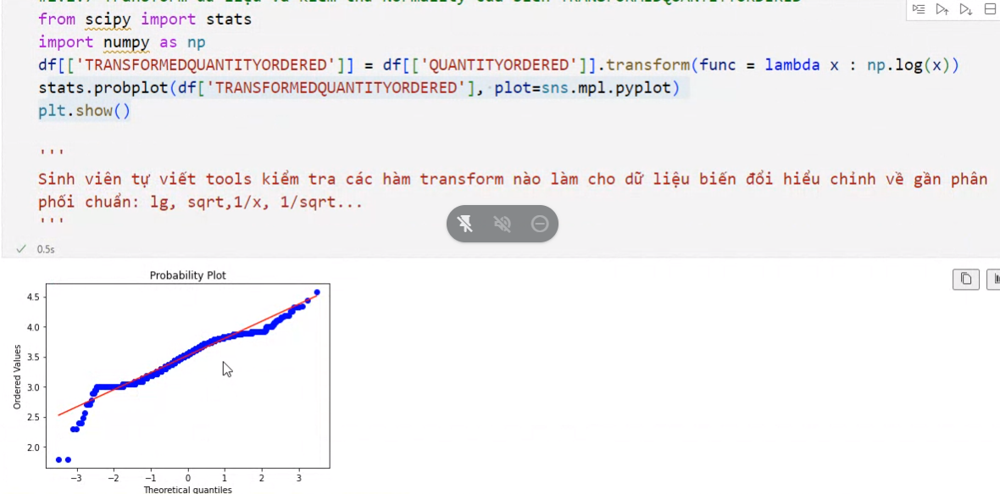 from scipy import stats
import numpy as np
df[['TRANSFORMEDQUANTITYORDERED']] = df[['QUANTITYORDERED']].transform(func = lambda x : np.log(x))
stats.probplot(df['TRANSFORMEDQUANTITYORDERED'], plot=sns.mpl.pyplot)
plt.show()
'''
Sinh viên tự viết tools kiểm tra các hàm transform nào làm cho dữ liệu biến đổi hiểu chỉnh về gần phân
phối chuẩn: lg, sqrt,1/x, 1/sqrt...
'''
0.5s
Probability Plot
4.5
4.0
3.5
3.0
2.5
2.0
Ordered Values
−3 −2 −1 0 1 2 3
Theoretical quantiles